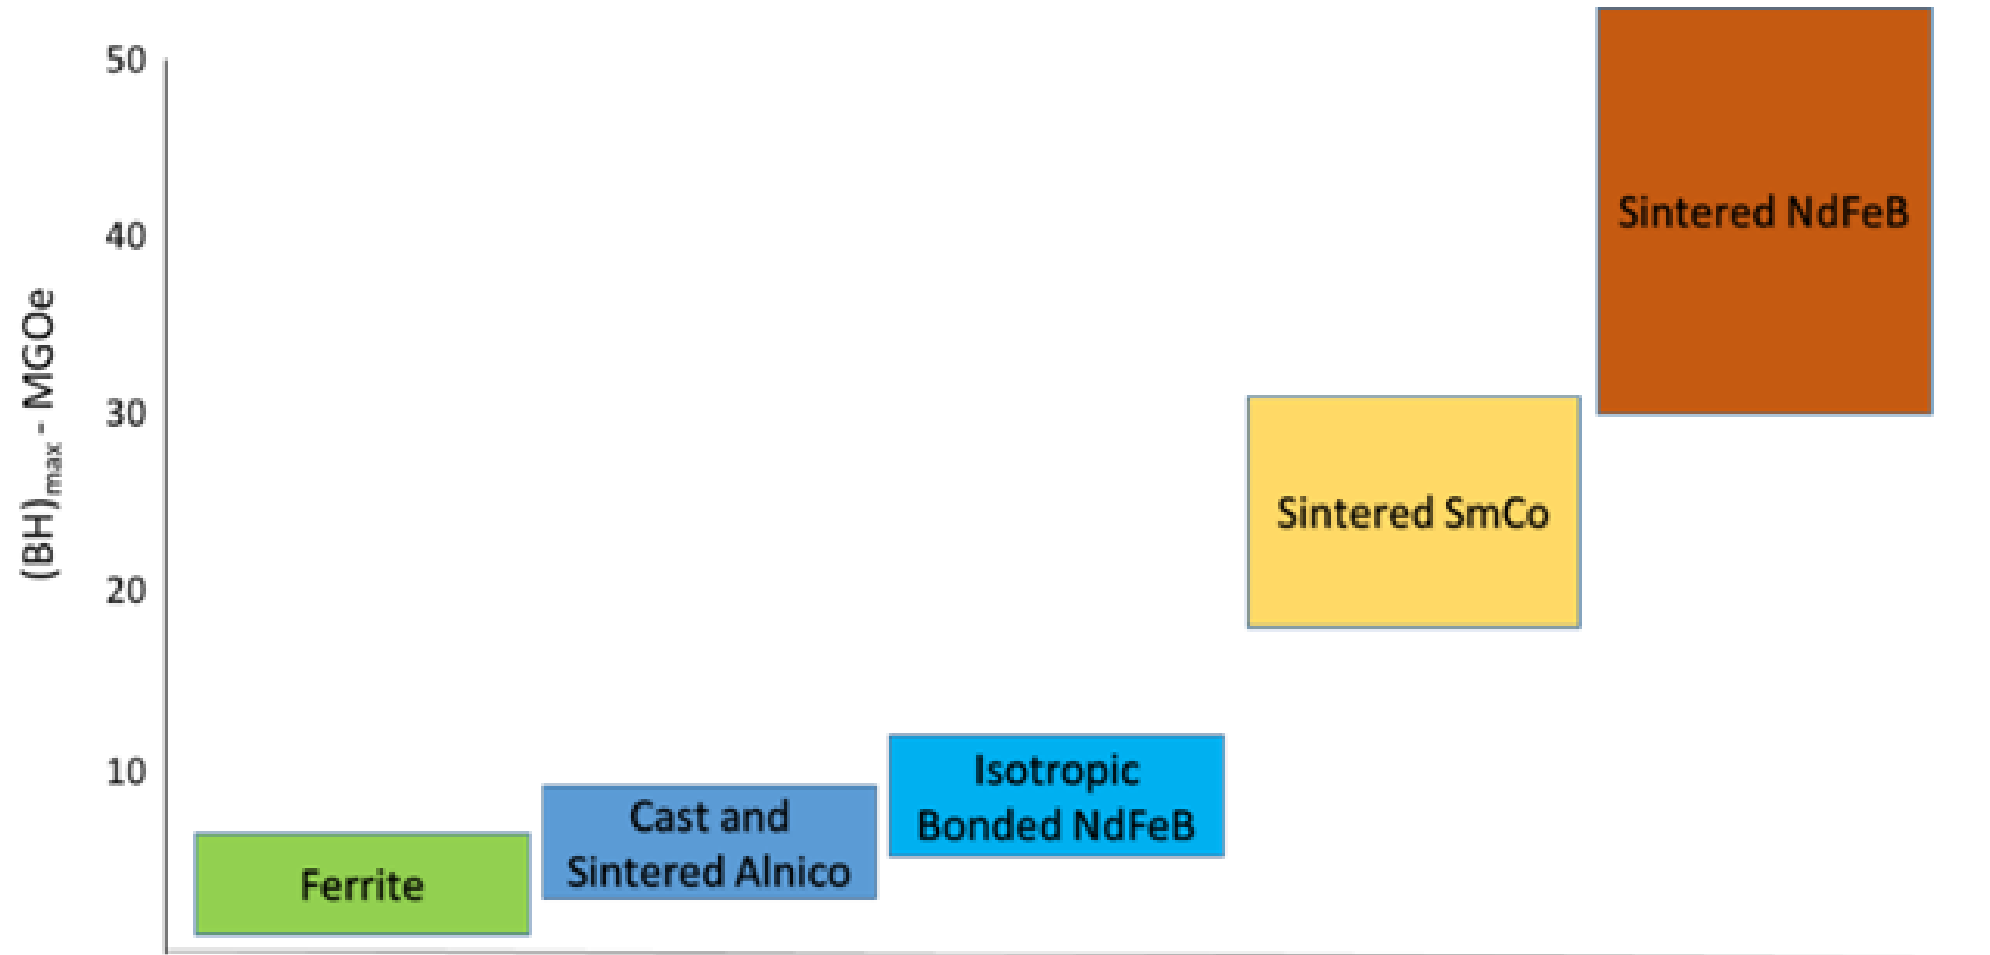 50
40
30
20
10
(BH)max - MGOe
Ferrite
Cast and
Sintered Alnico
Isotropic
Bonded NdFeB
Sintered SmCo
Sintered NdFeB